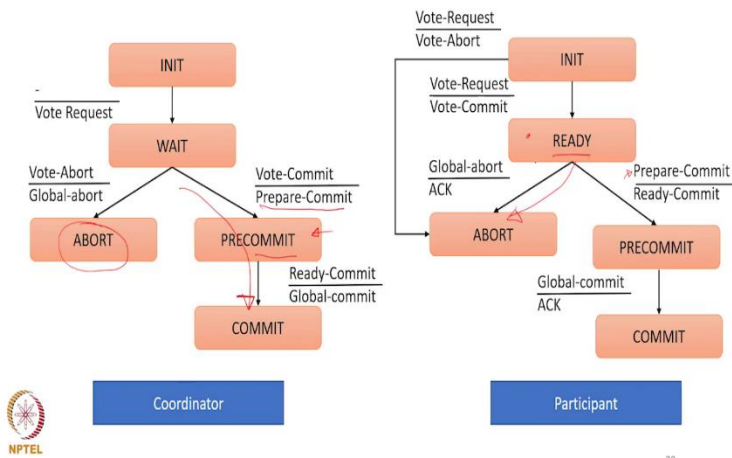 INIT
-
Vote Request
WAIT
Vote-Abort
Global-abort
Vote-Commit
Prepare-Commit
ABORT
PRECOMMIT
Ready-Commit
Global-commit
COMMIT
Coordinator
Vote-Request
Vote-Abort
INIT
Vote-Request
Vote-Commit
READY
Global-abort
ACK
Prepare-Commit
Ready-Commit
ABORT
PRECOMMIT
Global-commit
ACK
COMMIT
Participant
NPTEL